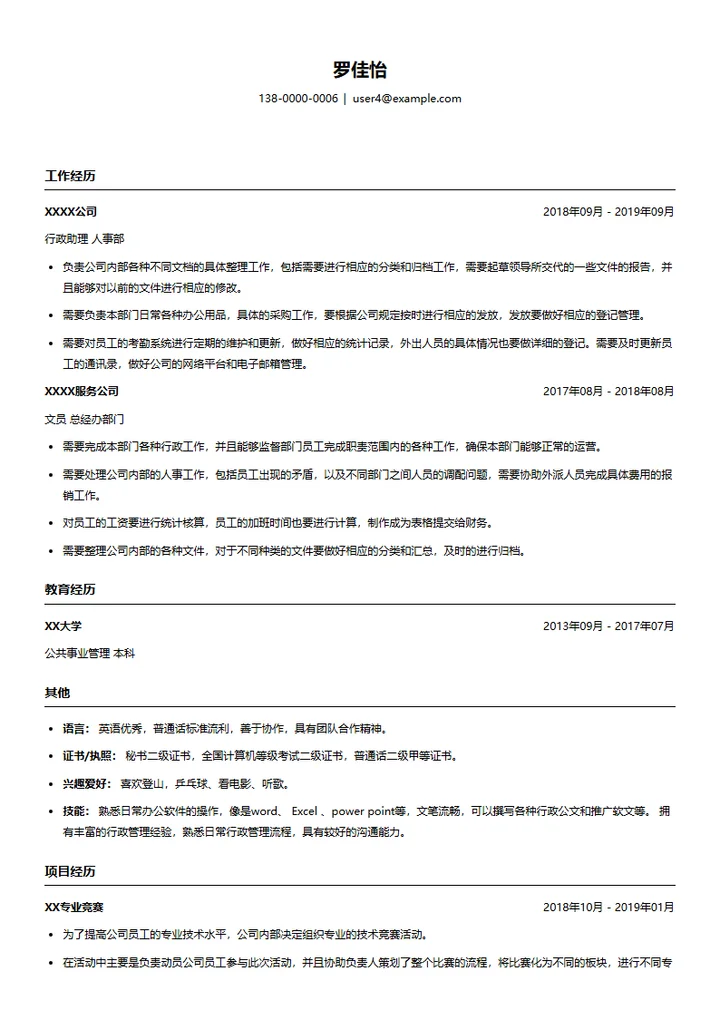 罗佳怡
138-0000-0006 | user4@example.com
工作经历
XXXX公司 2018年09月 - 2019年09月
行政助理 人事部
• 负责公司内部各种不同文档的具体整理工作，包括需要进行相应的分类和归档工作，需要起草领导所交代的一些文件的报告，并
且能够对以前的文件进行相应的修改。
• 需要负责本部门日常各种办公用品，具体的采购工作，要根据公司规定按时进行相应的发放，发放要做好相应的登记管理。
• 需要对员工的考勤系统进行定期的维护和更新，做好相应的统计记录，外出人员的具体情况也要做详细的登记。需要及时更新员
工的通讯录，做好公司的网络平台和电子邮箱管理。
XXXX服务公司 2017年08月 - 2018年08月
文员 总经办部门
• 需要完成本部门各种行政工作，并且能够监督部门员工完成职责范围内的各种工作，确保本部门能够正常的运营。
• 需要处理公司内部的人事工作，包括员工出现的矛盾，以及不同部门之间人员的调配问题，需要协助外派人员完成具体费用的报
销工作。
• 对员工的工资要进行统计核算，员工的加班时间也要进行计算，制作成为表格提交给财务。
• 需要整理公司内部的各种文件，对于不同种类的文件要做好相应的分类和汇总，及时的进行归档。
教育经历
XX大学 2013年09月 - 2017年07月
公共事业管理 本科
其他
• 语言： 英语优秀，普通话标准流利，善于协作，具有团队合作精神。
• 证书/执照： 秘书二级证书，全国计算机等级考试二级证书，普通话二级甲等证书。
• 兴趣爱好： 喜欢登山，乒乓球、看电影、听歌。
• 技能： 熟悉日常办公软件的操作，像是word、 Excel 、power point等，文笔流畅，可以撰写各种行政公文和推广软文等。 拥
有丰富的行政管理经验，熟悉日常行政管理流程，具有较好的沟通能力。
项目经历
XX专业竞赛 2018年10月 - 2019年01月
• 为了提高公司员工的专业技术水平，公司内部决定组织专业的技术竞赛活动。
• 在活动中主要是负责动员公司员工参与此次活动，并且协助负责人策划了整个比赛的流程，将比赛化为不同的板块，进行不同专